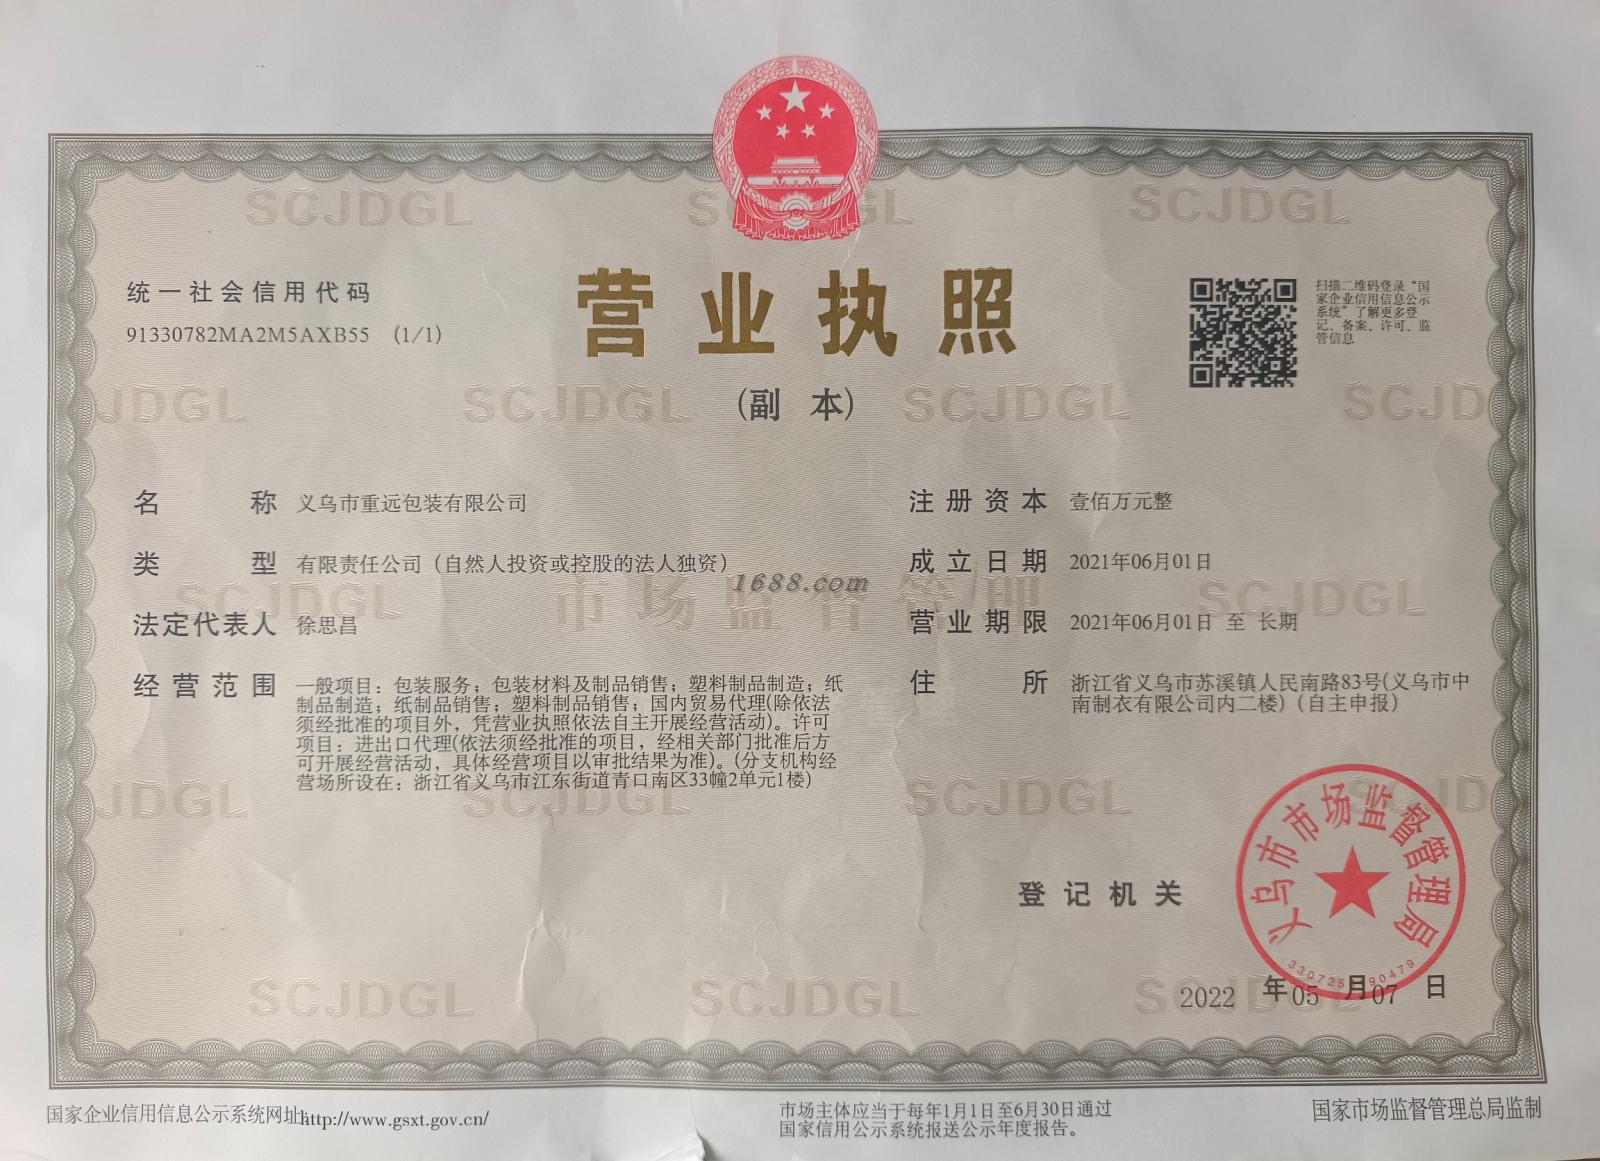 统一社会信用代码
91330782MA2M5AXB55 (1/1)
营业执照
(副 本)
扫描二维码登录“国
家企业信用信息公示
系统”了解更多登
记、备案、许可、监
管信息
名 称 义乌市重远包装有限公司
类 型 有限责任公司（自然人投资或控股的法人独资）
法定代表人 徐思昌
经营范围 一般项目：包装服务；包装材料及制品销售；塑料制品制造；纸
制品制造；纸制品销售；塑料制品销售；国内贸易代理(除依法
须经批准的项目外，凭营业执照依法自主开展经营活动)。许可
项目：进出口代理(依法须经批准的项目，经相关部门批准后方
可开展经营活动，具体经营项目以审批结果为准)。(分支机构经
营场所设在：浙江省义乌市江东街道青口南区33幢2单元1楼)
注册资本 壹佰万元整
成立日期 2021年06月01日
营业期限 2021年06月01日 至 长期
住 所 浙江省义乌市苏溪镇人民南路83号(义乌市中
南制衣有限公司内二楼)（自主申报）
1688.com
市场监督管理
SCJDGL
登记机关
义乌市市场监督管理局
2022 年05 月07 日
国家企业信用信息公示系统网址http://www.gsxt.gov.cn/
市场主体应当于每年1月1日至6月30日通过
国家信用公示系统报送公示年度报告。
国家市场监督管理总局监制